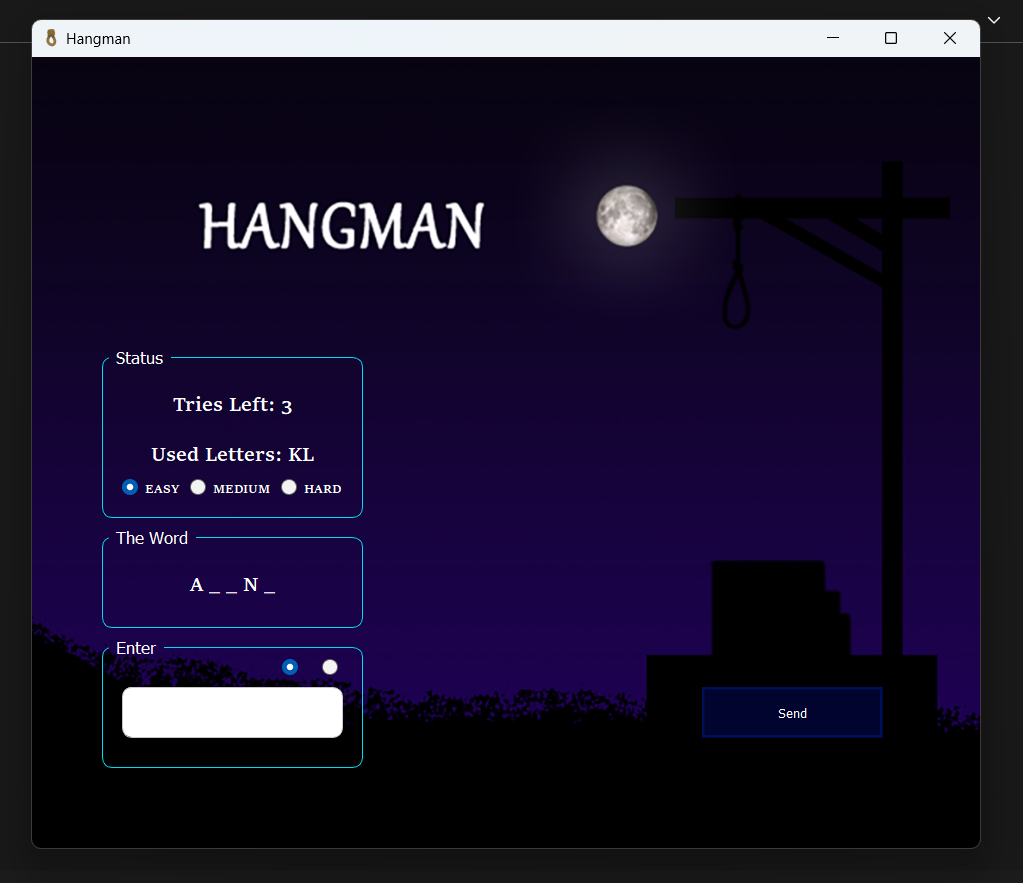 Hangman
HANGMAN
Status
Tries Left: 3
Used Letters: KL
EASY MEDIUM HARD
The Word
A _ _ N _
Enter
Send